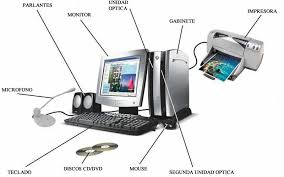 PARLANTES
UNIDAD
OPTICA
MONITOR
GABINETE
IMPRESORA
MICROFONO
TECLADO
DISCOS CD/DVD
MOUSE
SEGUNDA UNIDAD OPTICA